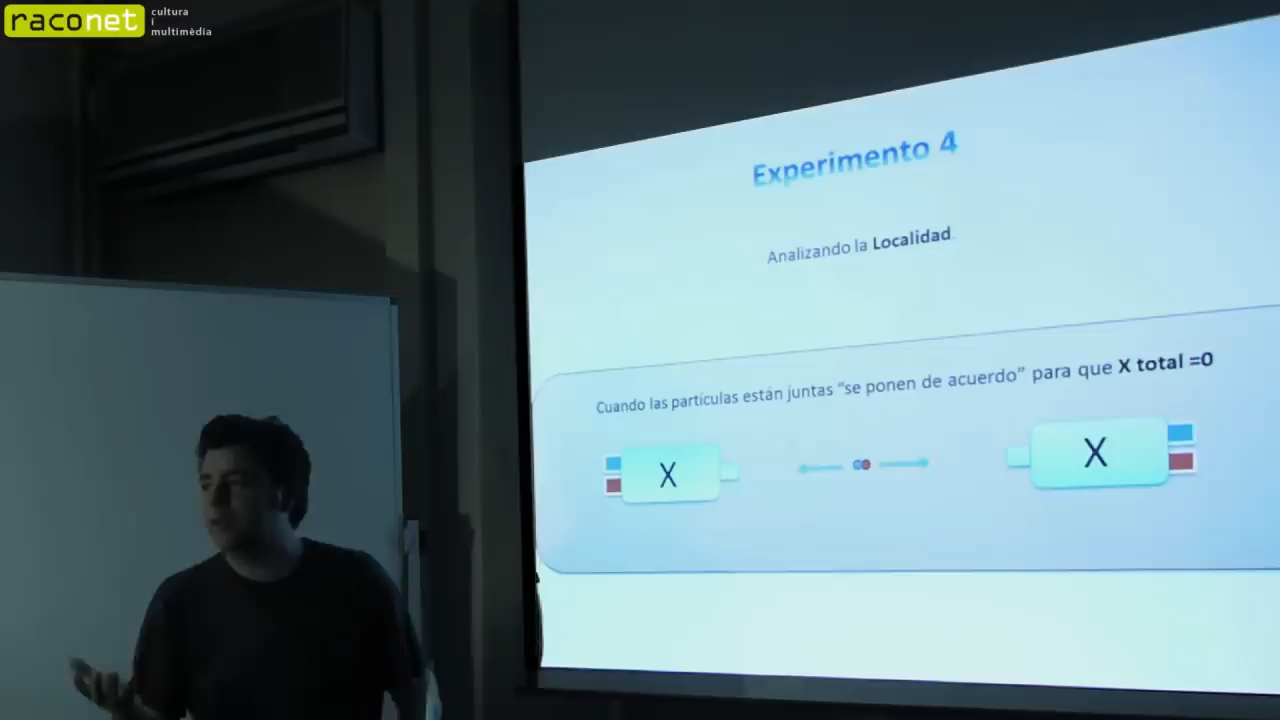 raconet
cultura
i
multimèdia
Experimento 4
Analizando la Localidad.
Cuando las partículas están juntas “se ponen de acuerdo” para que X total =0
X
X